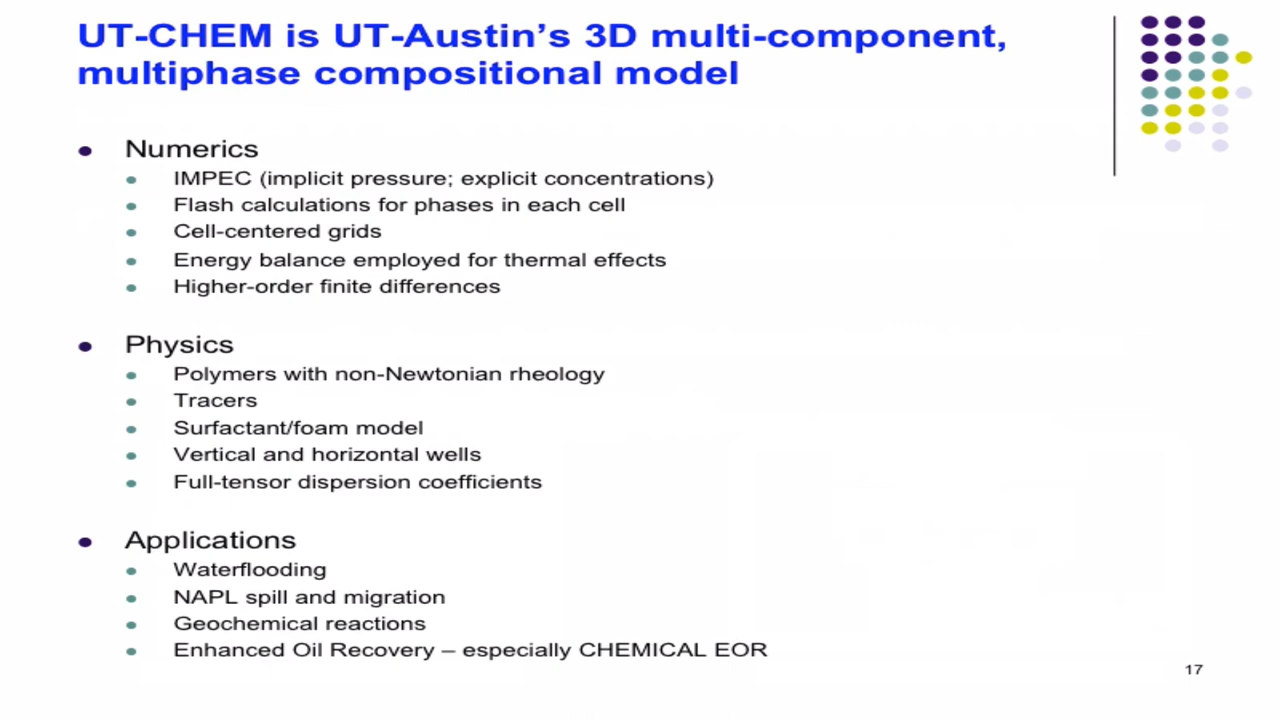 UT-CHEM is UT-Austin's 3D multi-component,
multiphase compositional model
Numerics
IMPEC (implicit pressure; explicit concentrations)
Flash calculations for phases in each cell
Cell-centered grids
Energy balance employed for thermal effects
Higher-order finite differences
Physics
Polymers with non-Newtonian rheology
Tracers
Surfactant/foam model
Vertical and horizontal wells
Full-tensor dispersion coefficients
Applications
Waterflooding
NAPL spill and migration
Geochemical reactions
Enhanced Oil Recovery – especially CHEMICAL EOR
17